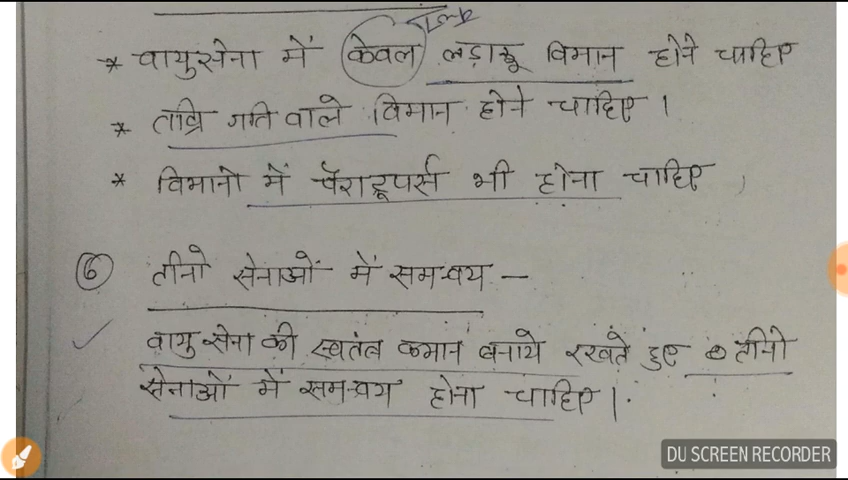 * वायुसेना में केवल लड़ाकू विमान होने चाहिए
* तीव्र गति वाले विमान होने चाहिए ।
* विमानो में पैराट्रूपर्स भी होना चाहिए ,
⑥ तीनो सेनाओं में समन्वय –
वायु सेना की स्वतंत्र कमान बनाये रखते हुए तीनो
सेनाओं में समन्वय होना चाहिए ।
DU SCREEN RECORDER